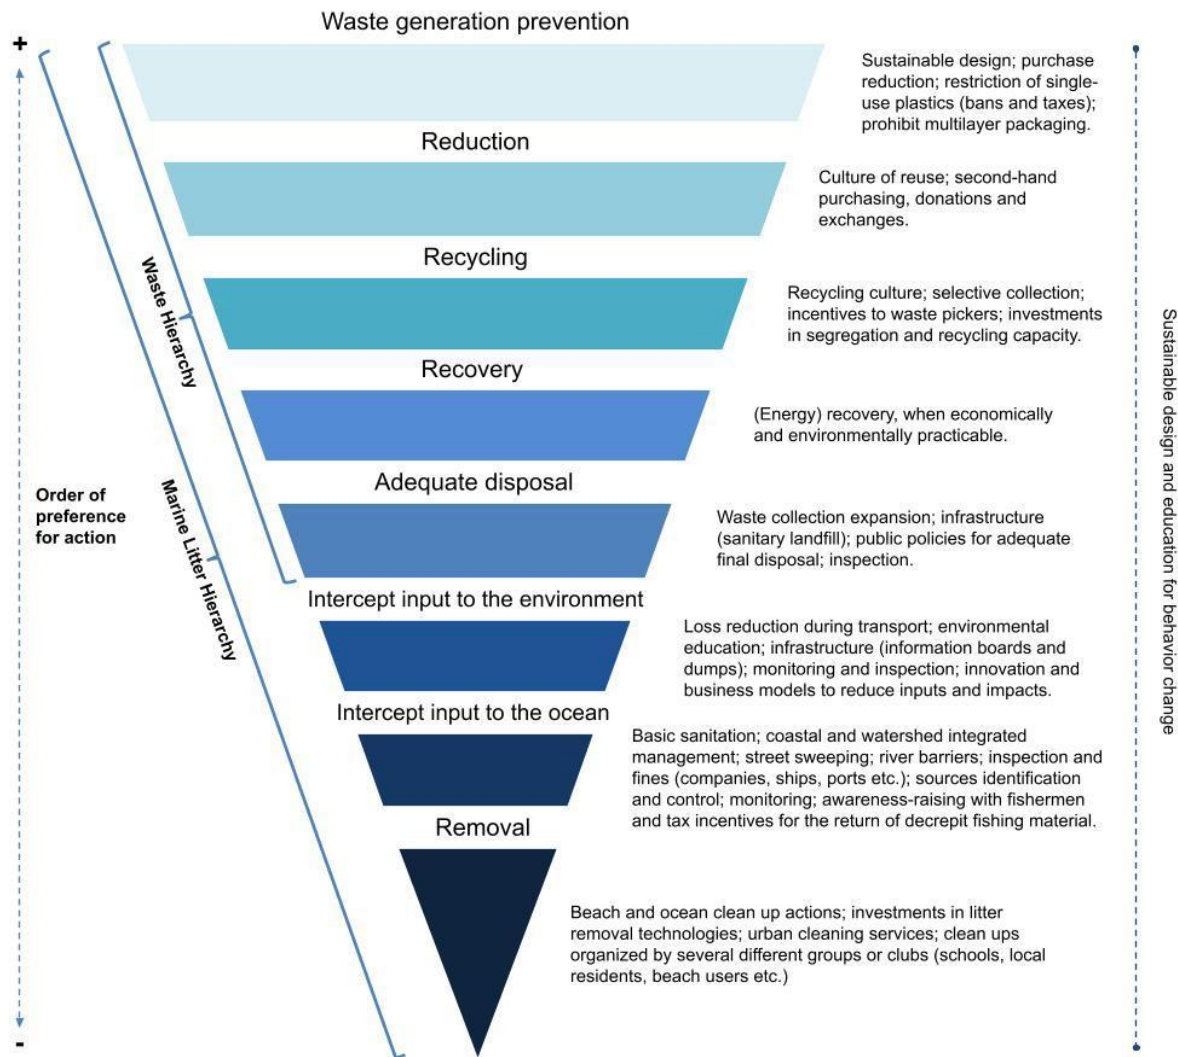 Waste generation prevention
+
Sustainable design; purchase
reduction; restriction of single-
use plastics (bans and taxes);
prohibit multilayer packaging.
Reduction
Culture of reuse; second-hand
purchasing, donations and
exchanges.
Recycling
Recycling culture; selective collection;
incentives to waste pickers; investments
in segregation and recycling capacity.
Waste Hierarchy
Recovery
(Energy) recovery, when economically
and environmentally practicable.
Adequate disposal
Waste collection expansion; infrastructure
(sanitary landfill); public policies for adequate
final disposal; inspection.
Order of
preference
for action
Marine Litter Hierarchy
Intercept input to the environment
Loss reduction during transport; environmental
education; infrastructure (information boards and
dumps); monitoring and inspection; innovation and
business models to reduce inputs and impacts.
Intercept input to the ocean
Basic sanitation; coastal and watershed integrated
management; street sweeping; river barriers; inspection and
fines (companies, ships, ports etc.); sources identification
and control; monitoring; awareness-raising with fishermen
and tax incentives for the return of decrepit fishing material.
Removal
Beach and ocean clean up actions; investments in litter
removal technologies; urban cleaning services; clean ups
organized by several different groups or clubs (schools, local
residents, beach users etc.)
-
Sustainable design and education for behavior change